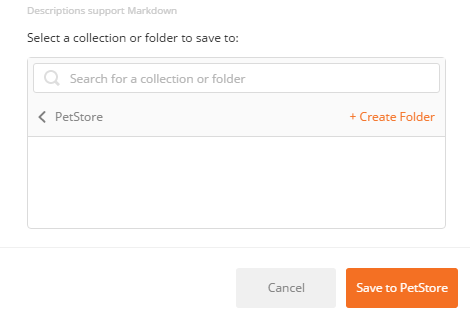 Descriptions support Markdown
Select a collection or folder to save to:
Search for a collection or folder
PetStore
+ Create Folder
Cancel
Save to PetStore